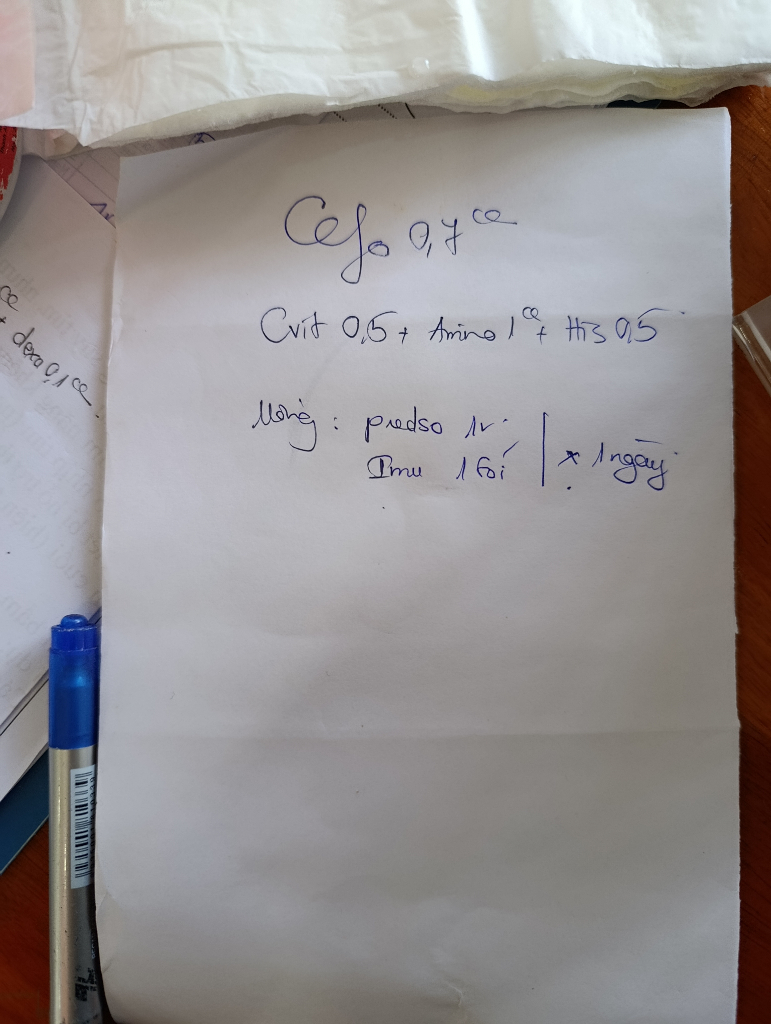 Cefo 0,7 cc
Cvit 0,5 + Amino 1 cc + His 0,5
Uống : predso 1v
Imu 1 gói | x 1 ngày
cc
+ dexa 0,1 cc